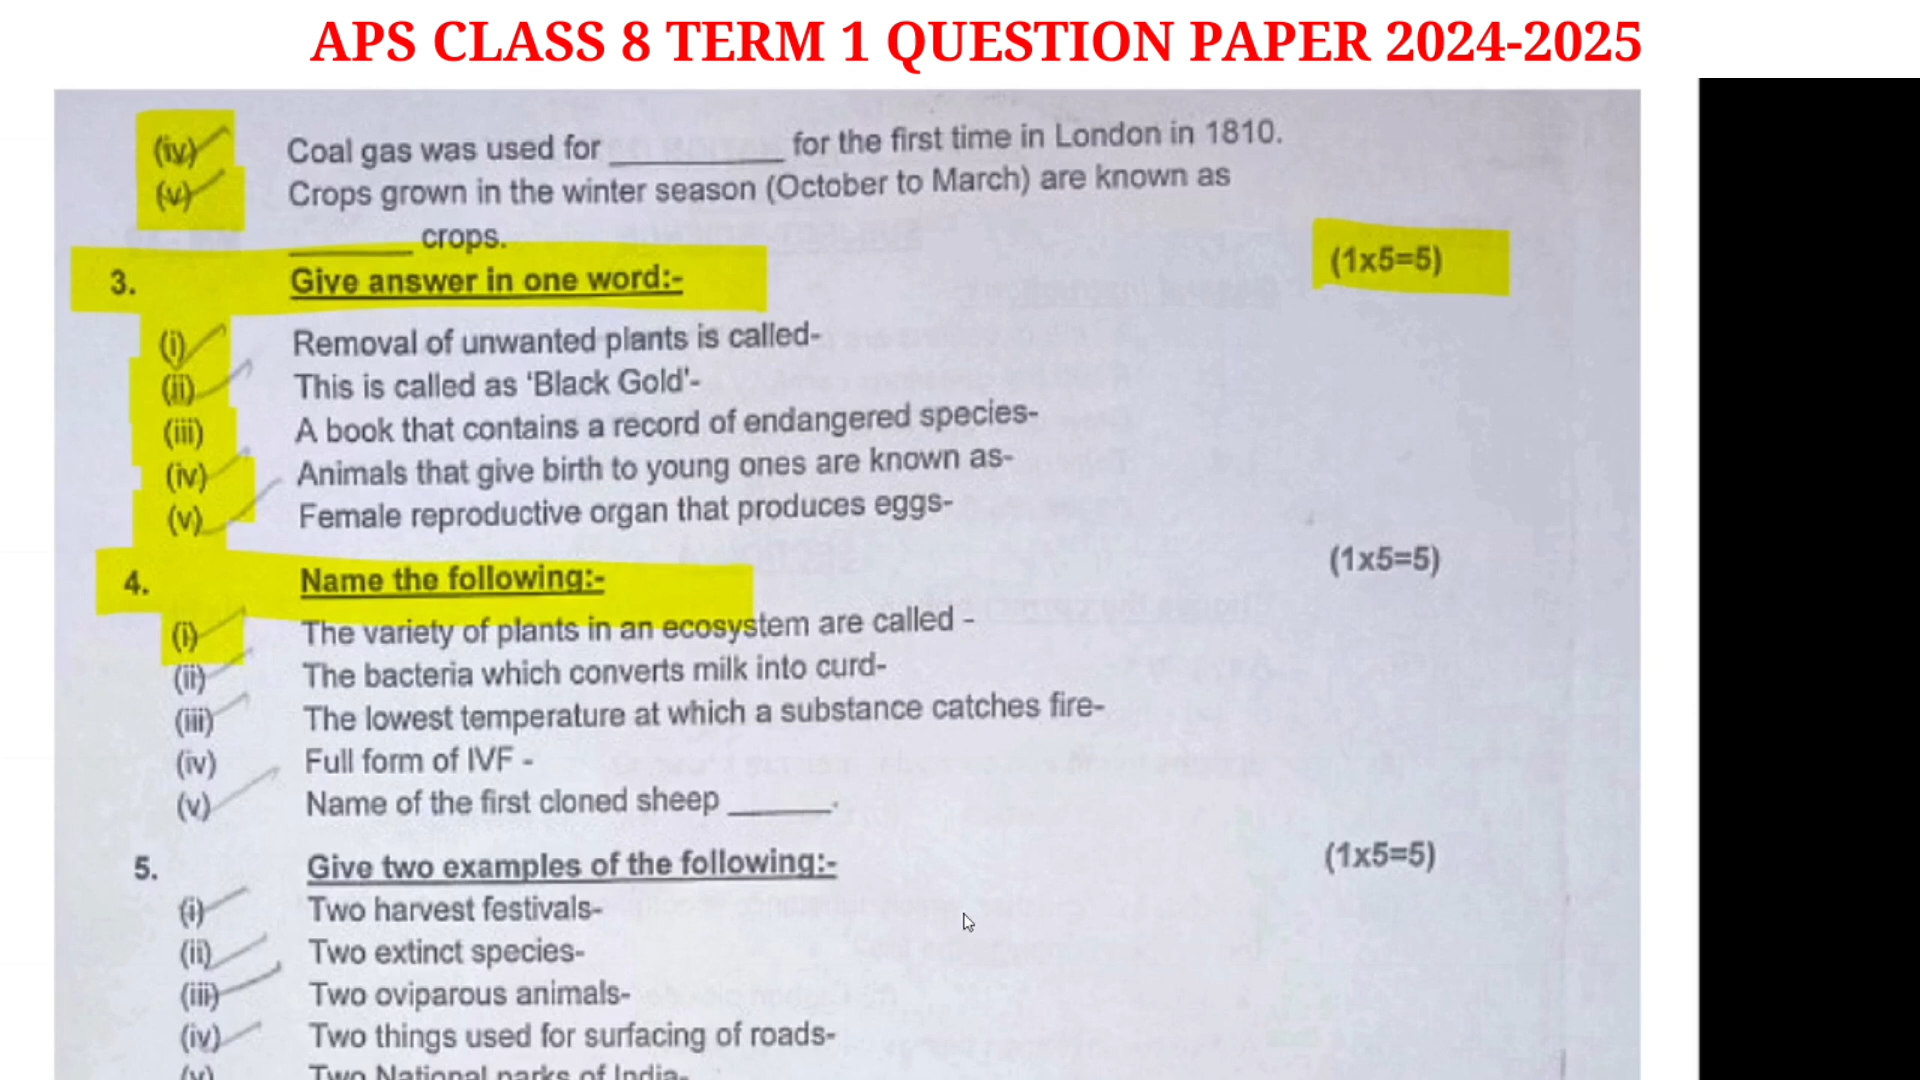 APS CLASS 8 TERM 1 QUESTION PAPER 2024-2025
(iv) Coal gas was used for __________ for the first time in London in 1810.
(v) Crops grown in the winter season (October to March) are known as
_______ crops.
3. Give answer in one word:- (1x5=5)
(i) Removal of unwanted plants is called-
(ii) This is called as ‘Black Gold’-
(iii) A book that contains a record of endangered species-
(iv) Animals that give birth to young ones are known as-
(v) Female reproductive organ that produces eggs-
4. Name the following:- (1x5=5)
(i) The variety of plants in an ecosystem are called -
(ii) The bacteria which converts milk into curd-
(iii) The lowest temperature at which a substance catches fire-
(iv) Full form of IVF -
(v) Name of the first cloned sheep ______.
5. Give two examples of the following:- (1x5=5)
(i) Two harvest festivals-
(ii) Two extinct species-
(iii) Two oviparous animals-
(iv) Two things used for surfacing of roads-
(v) Two National parks of India-